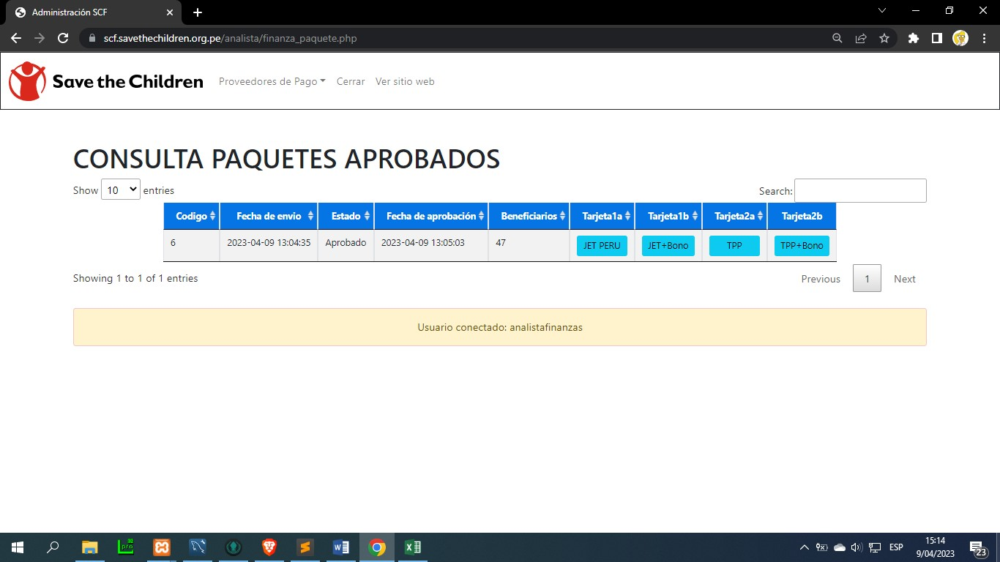 Administración SCF
scf.savethechildren.org.pe/analista/finanza_paquete.php
Save the Children Proveedores de Pago Cerrar Ver sitio web
CONSULTA PAQUETES APROBADOS
Show 10 entries Search:
Codigo Fecha de envio Estado Fecha de aprobación Beneficiarios Tarjeta1a Tarjeta1b Tarjeta2a Tarjeta2b
6 2023-04-09 13:04:35 Aprobado 2023-04-09 13:05:03 47 JET PERU JET+Bono TPP TPP+Bono
Showing 1 to 1 of 1 entries Previous 1 Next
Usuario conectado: analistafinanzas
ESP 15:14
9/04/2023 23